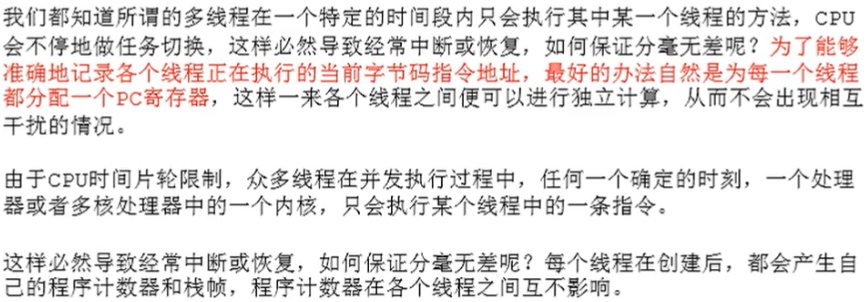 我们都知道所谓的多线程在一个特定的时间段内只会执行其中某一个线程的方法，CPU
会不停地做任务切换，这样必然导致经常中断或恢复，如何保证分毫无差呢？为了能够
准确地记录各个线程正在执行的当前字节码指令地址，最好的办法自然是为每一个线程
都分配一个PC寄存器，这样一来各个线程之间便可以进行独立计算，从而不会出现相互
干扰的情况。
由于CPU时间片轮限制，众多线程在并发执行过程中，任何一个确定的时刻，一个处理
器或者多核处理器中的一个内核，只会执行某个线程中的一条指令。
这样必然导致经常中断或恢复，如何保证分毫无差呢？每个线程在创建后，都会产生自
己的程序计数器和栈帧，程序计数器在各个线程之间互不影响。